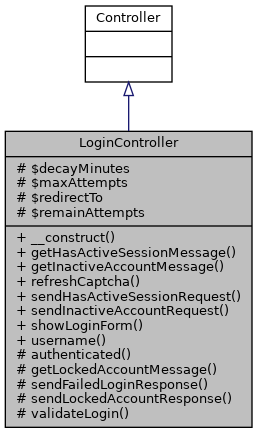 Controller
LoginController
# $decayMinutes
# $maxAttempts
# $redirectTo
# $remainAttempts
+ __construct()
+ getHasActiveSessionMessage()
+ getInactiveAccountMessage()
+ refreshCaptcha()
+ sendHasActiveSessionRequest()
+ sendInactiveAccountRequest()
+ showLoginForm()
+ username()
# authenticated()
# getLockedAccountMessage()
# sendFailedLoginResponse()
# sendLockedAccountResponse()
# validateLogin()